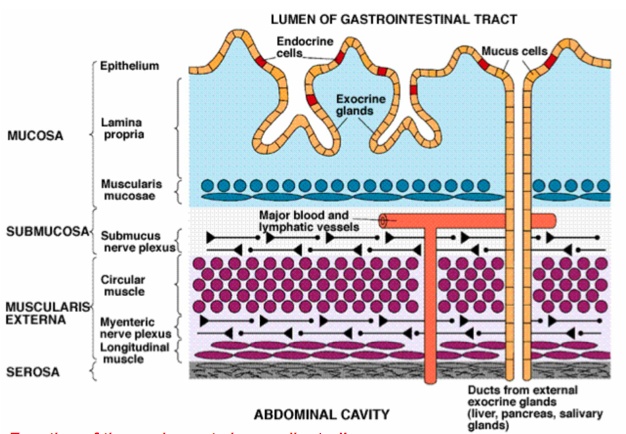 LUMEN OF GASTROINTESTINAL TRACT
Endocrine
cells
Mucus cells
Epithelium
Exocrine
glands
MUCOSA
Lamina
propria
Muscularis
mucosae
Major blood and
lymphatic vessels
SUBMUCOSA
Submucus
nerve plexus
Circular
muscle
MUSCULARIS
EXTERNA
Myenteric
nerve plexus
Longitudinal
muscle
SEROSA
Ducts from external
exocrine glands
(liver, pancreas, salivary
glands)
ABDOMINAL CAVITY